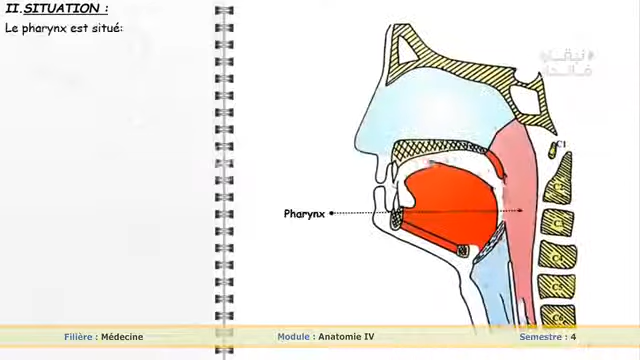 II.SITUATION :
Le pharynx est situé:
C1
Pharynx
Filière : Médecine
Module : Anatomie IV
Semestre : 4